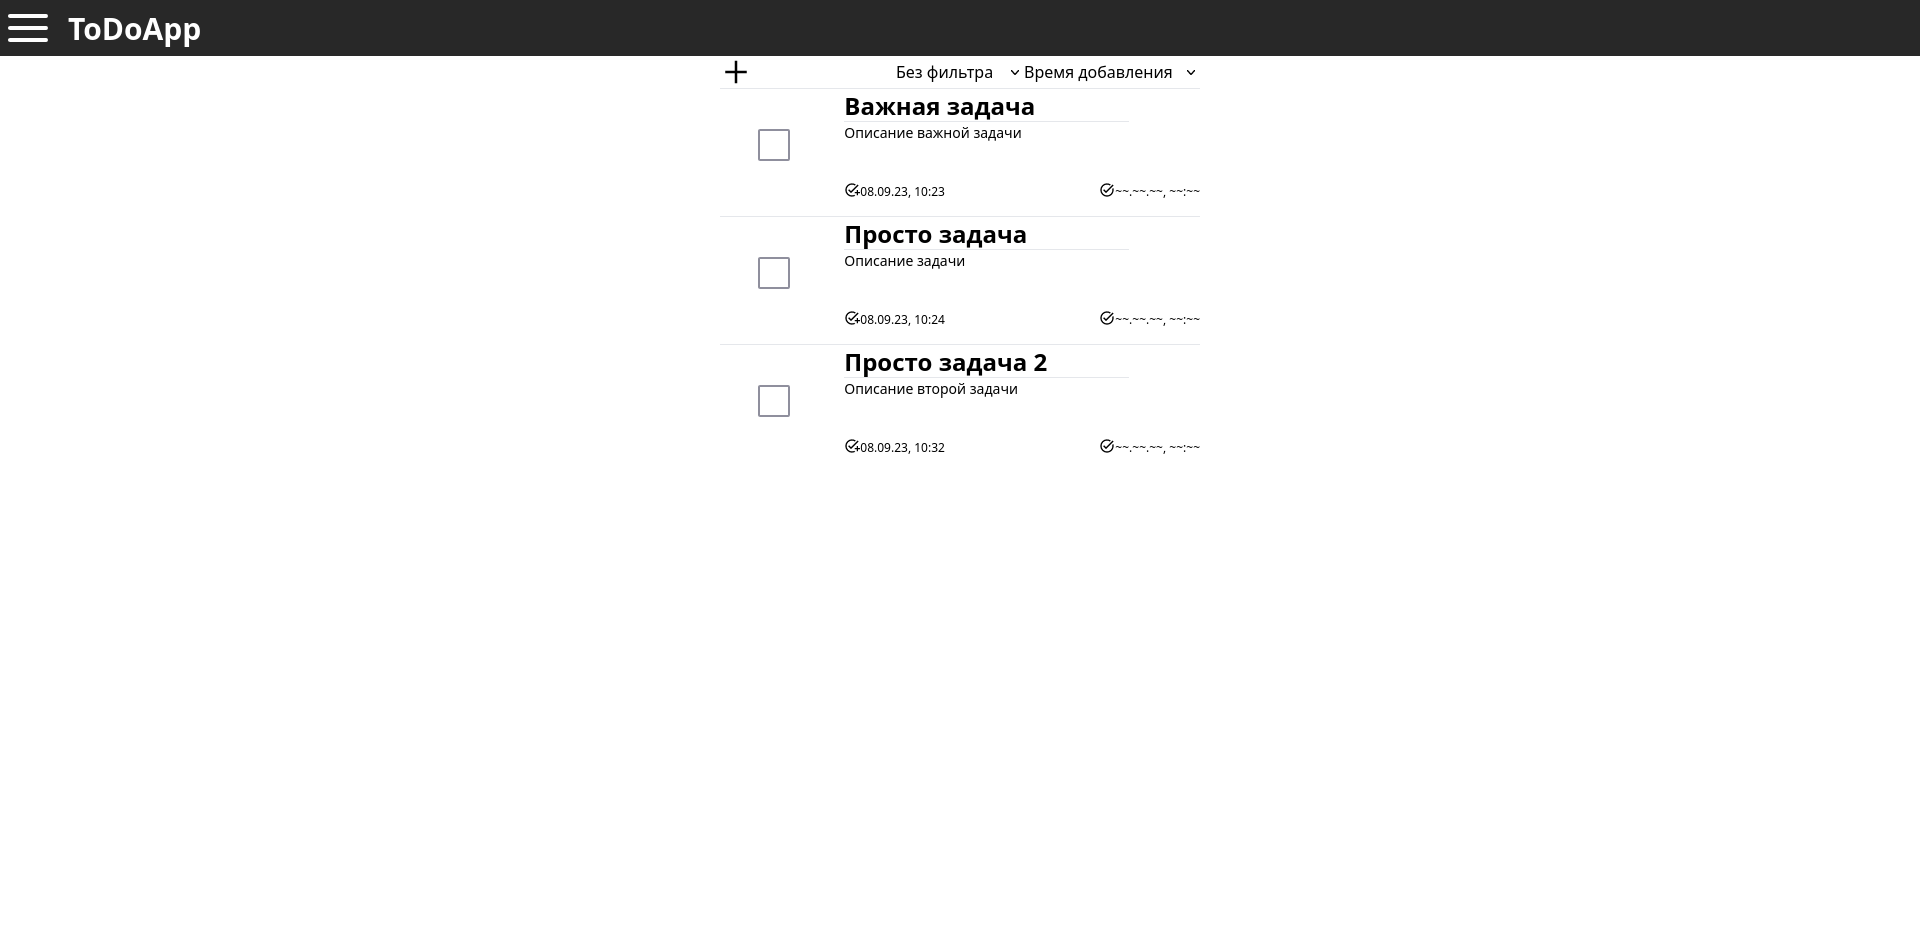 ToDoApp
Без фильтра Время добавления
Важная задача
Описание важной задачи
08.09.23, 10:23 ~~.~~.~~, ~~:~~
Просто задача
Описание задачи
08.09.23, 10:24 ~~.~~.~~, ~~:~~
Просто задача 2
Описание второй задачи
08.09.23, 10:32 ~~.~~.~~, ~~:~~